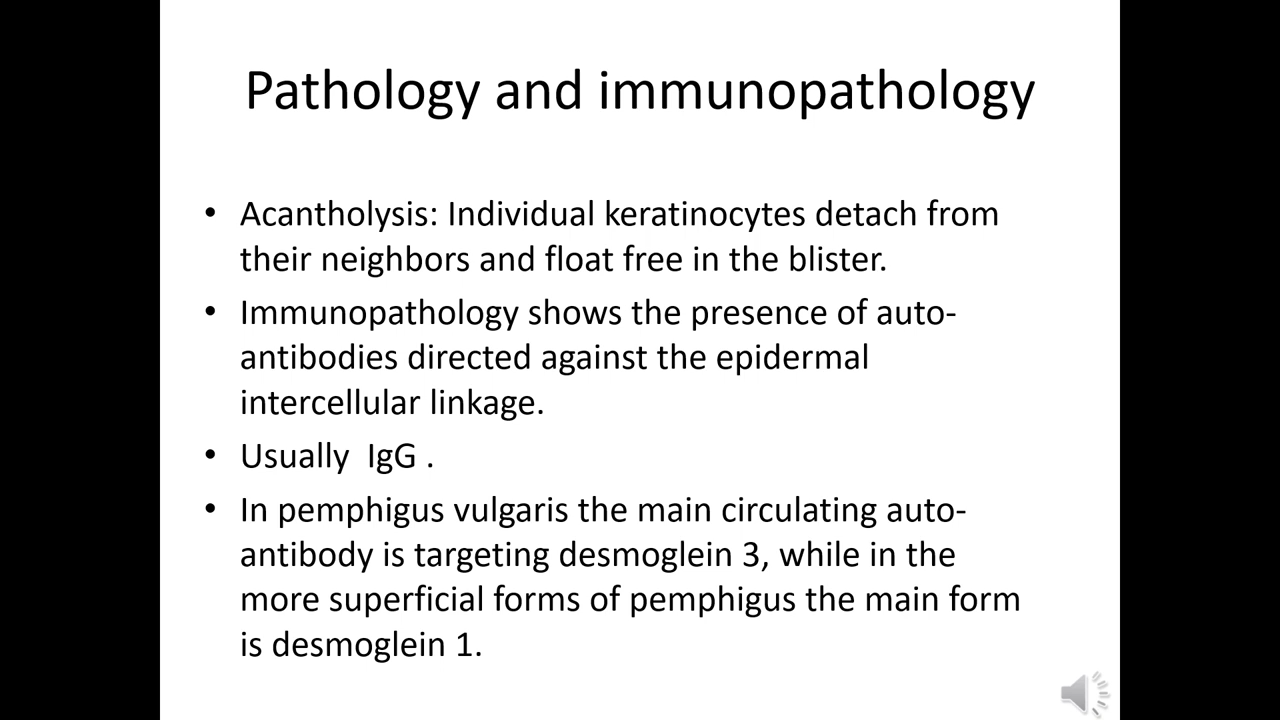 Pathology and immunopathology
• Acantholysis: Individual keratinocytes detach from
their neighbors and float free in the blister.
• Immunopathology shows the presence of auto-
antibodies directed against the epidermal
intercellular linkage.
• Usually  IgG .
• In pemphigus vulgaris the main circulating auto-
antibody is targeting desmoglein 3, while in the
more superficial forms of pemphigus the main form
is desmoglein 1.